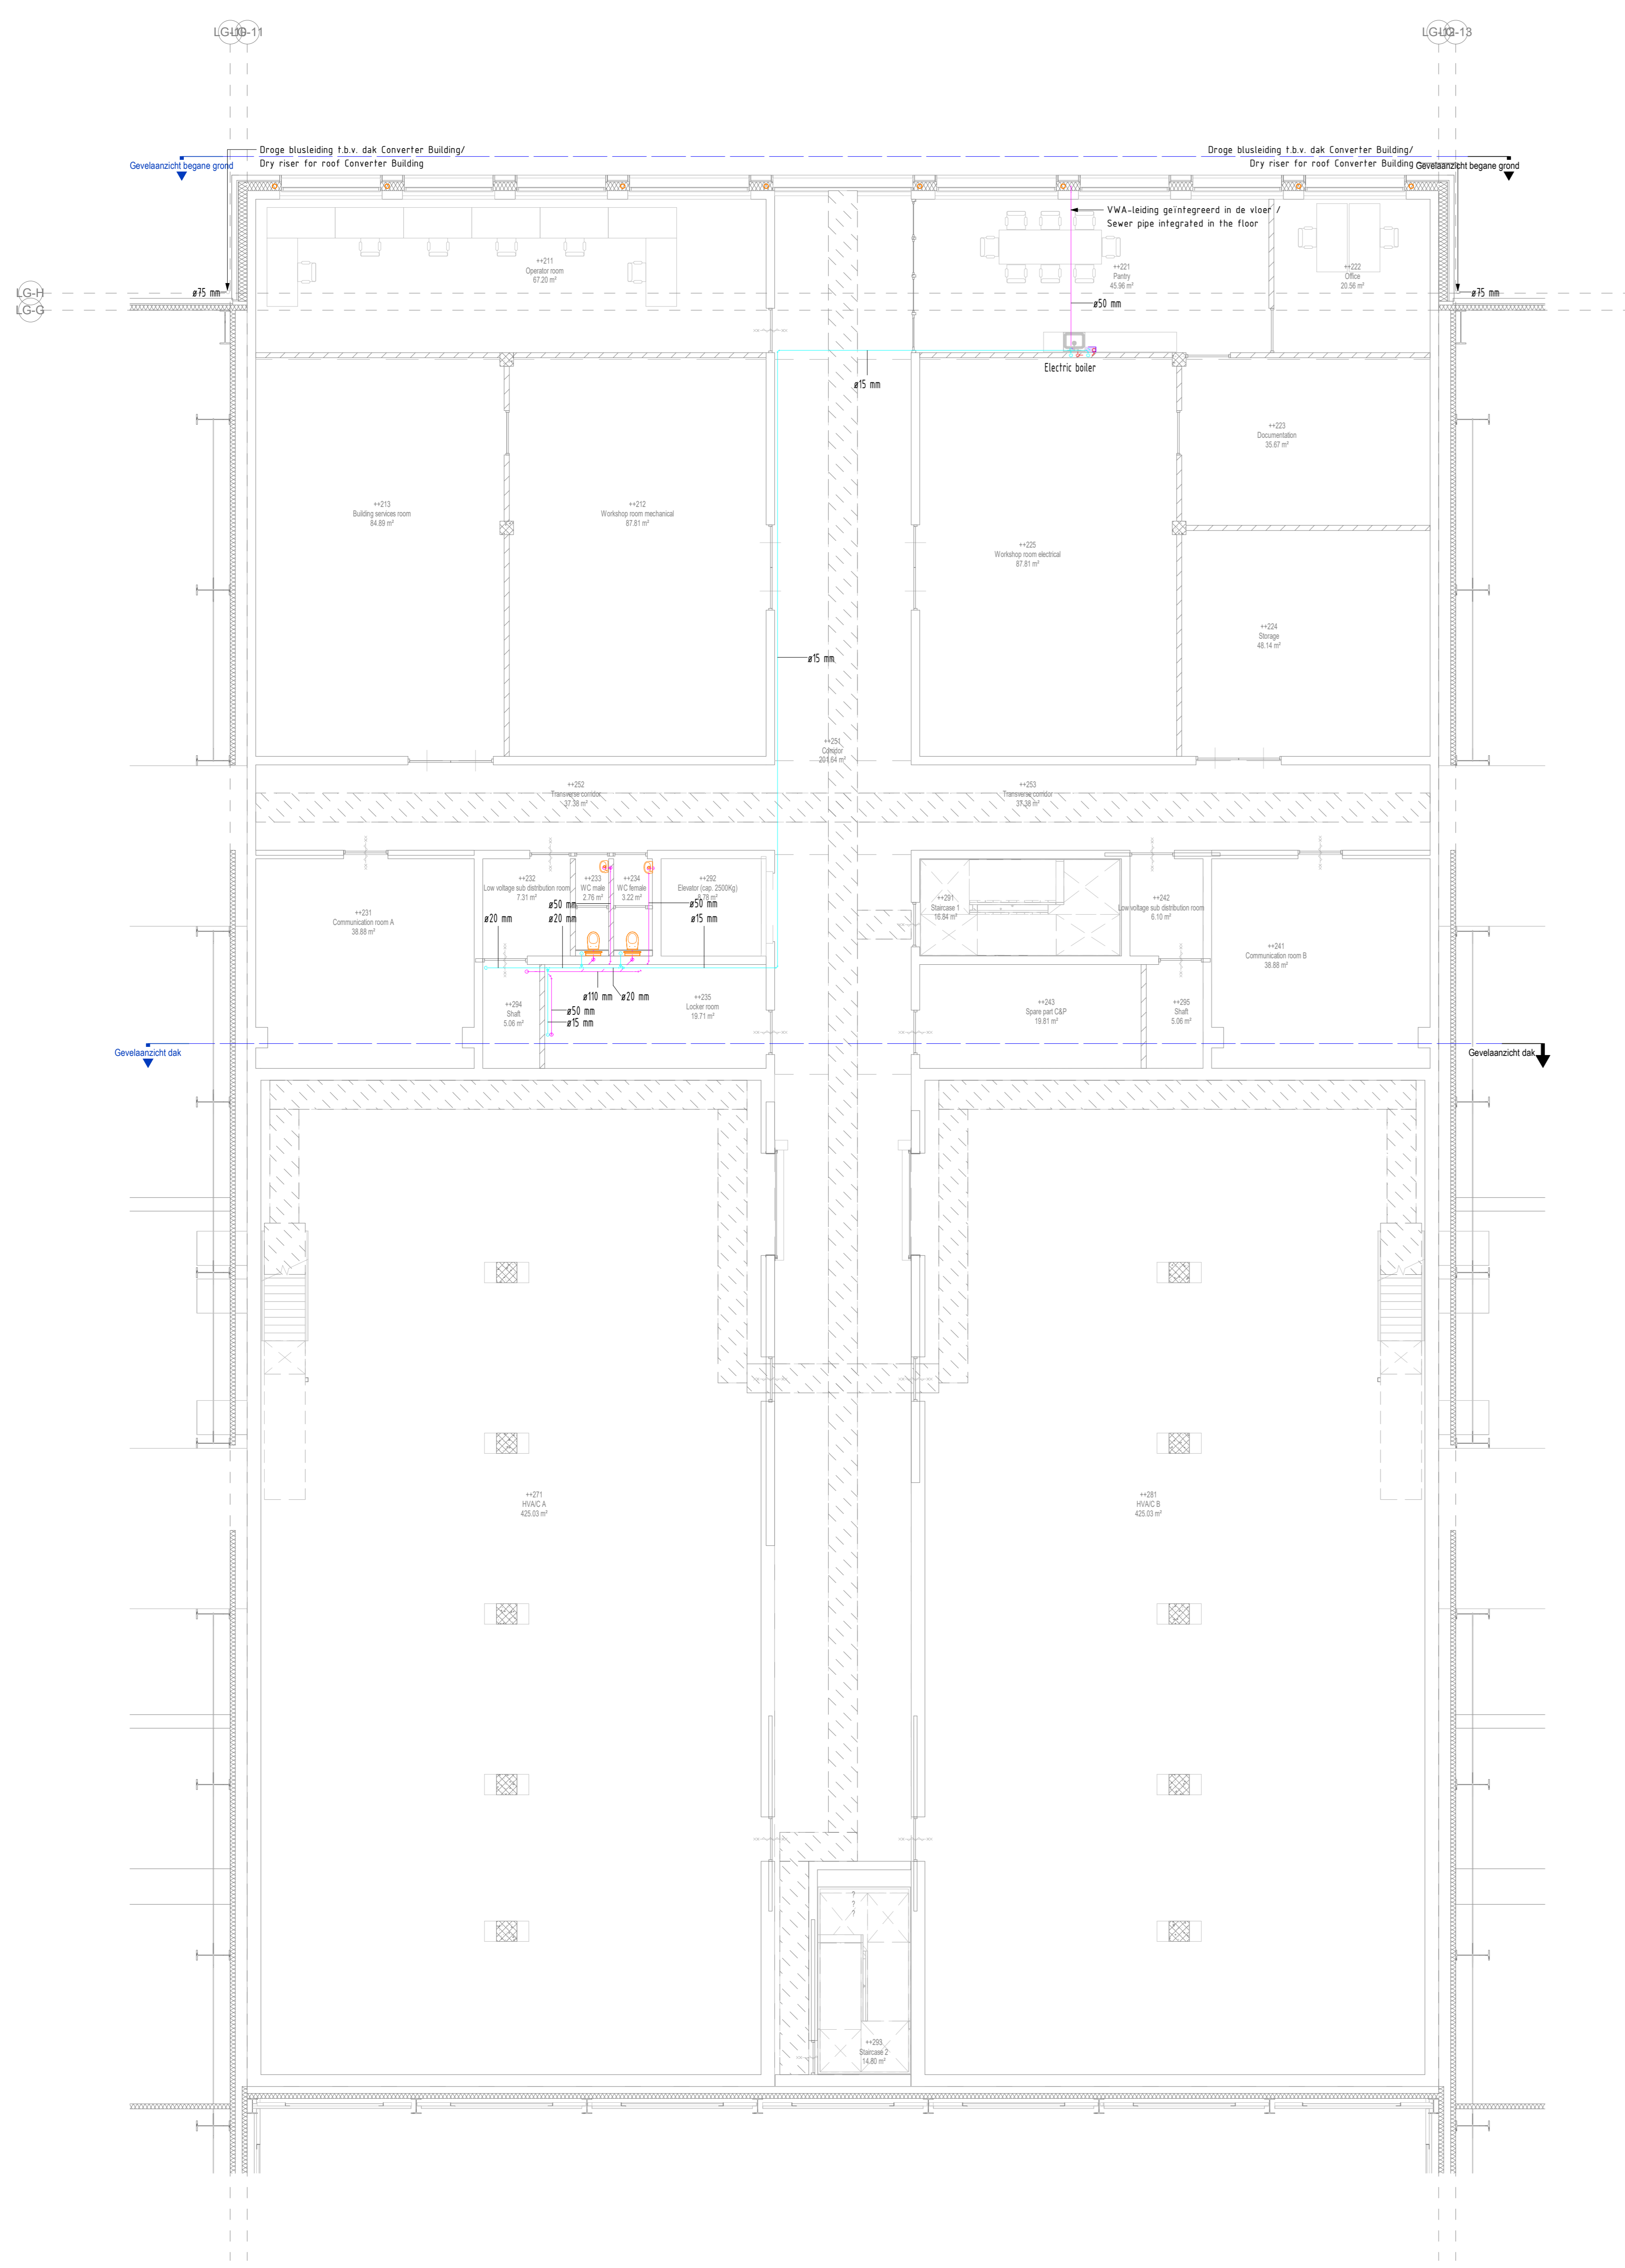 LG-11
LG-13
Droge blusleiding t.b.v. dak Converter Building/
Dry riser for roof Converter Building
Droge blusleiding t.b.v. dak Converter Building/
Dry riser for roof Converter Building
Gevelaanzicht begane grond
Gevelaanzicht begane grond
VWA-leiding geïntegreerd in de vloer /
Sewer pipe integrated in the floor
++211
Operator room
67.20 m²
++221
Pantry
45.96 m²
++222
Office
20.56 m²
LG-H
LG-G
ø75 mm
ø75 mm
ø50 mm
Electric boiler
ø15 mm
++223
Documentation
35.67 m²
++213
Building services room
84.89 m²
++212
Workshop room mechanical
87.81 m²
++225
Workshop room electrical
87.81 m²
++224
Storage
48.14 m²
ø15 mm
++251
Corridor
201.64 m²
++252
Transverse corridor
37.38 m²
++253
Transverse corridor
37.38 m²
++232
Low voltage sub distribution room
7.31 m²
++233
WC male
2.76 m²
++234
WC female
3.22 m²
++292
Elevator (cap. 2500Kg)
8.78 m²
++291
Staircase 1
16.84 m²
++242
Low voltage sub distribution room
6.10 m²
++231
Communication room A
38.88 m²
++241
Communication room B
38.88 m²
ø50 mm
ø50 mm
ø20 mm
ø20 mm
ø15 mm
ø110 mm
ø20 mm
ø50 mm
ø15 mm
++294
Shaft
5.06 m²
++235
Locker room
19.71 m²
++243
Spare part C&P
19.81 m²
++295
Shaft
5.06 m²
Gevelaanzicht dak
Gevelaanzicht dak
++271
HVA/C A
425.03 m²
++281
HVA/C B
425.03 m²
?
?
?
++293
Staircase 2
14.80 m²